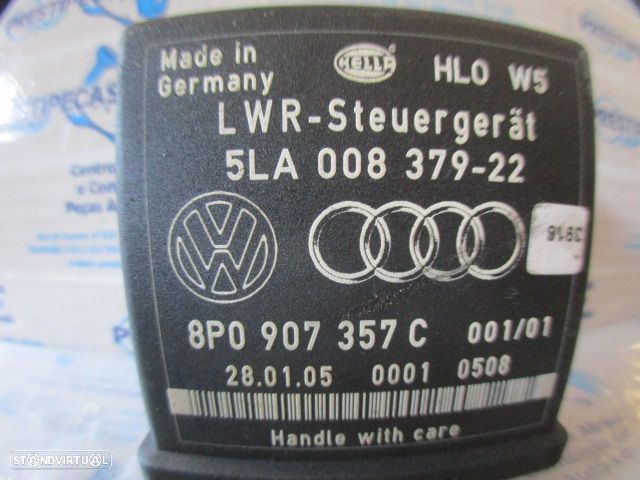 Made in
Germany
HELLA
HLO W5
LWR-Steuergerät
5LA 008 379-22
3916
8P0 907 357 C 001/01
28.01.05 0001 0508
Handle with care
STANDVIRTUAL